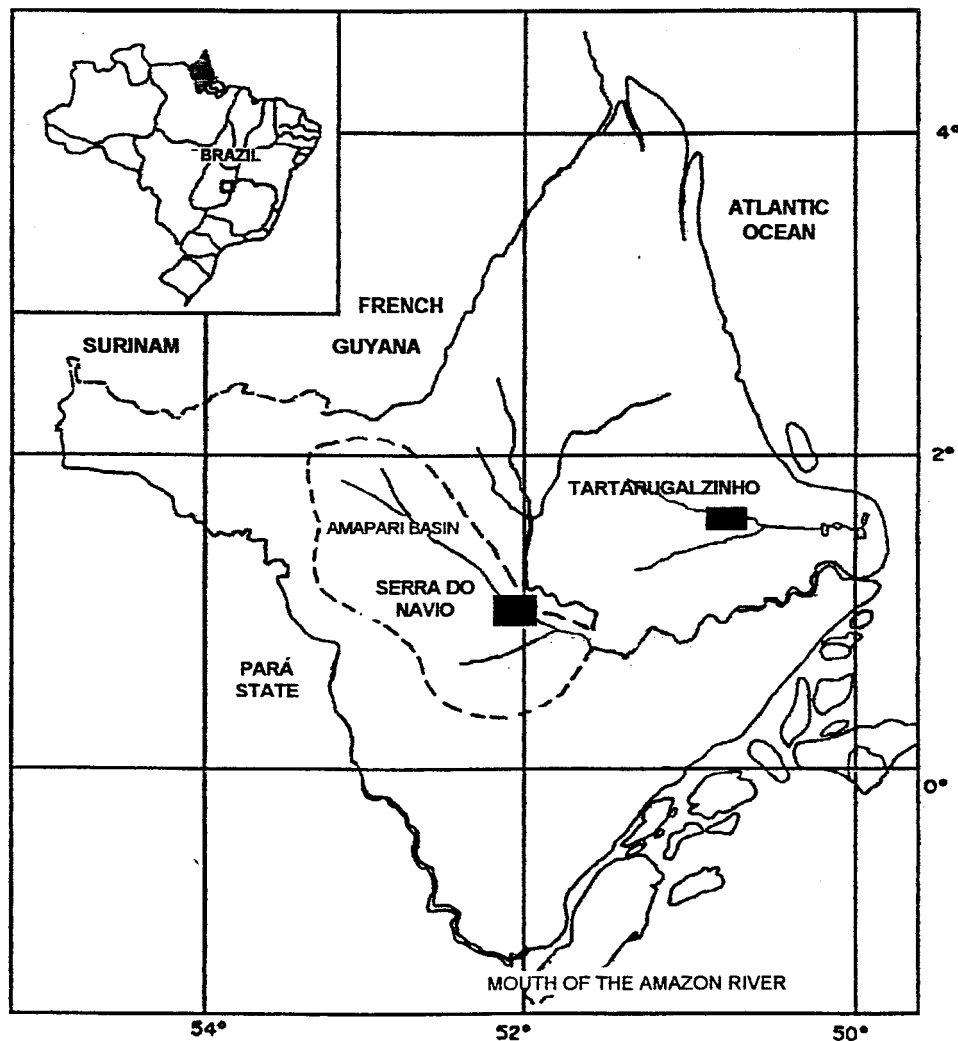 BRAZIL
4°
ATLANTIC
OCEAN
FRENCH
GUYANA
SURINAM
2°
TARTARUGALZINHO
AMAPARI BASIN
SERRA DO
NAVIO
PARÁ
STATE
0°
MOUTH OF THE AMAZON RIVER
54°
52°
50°